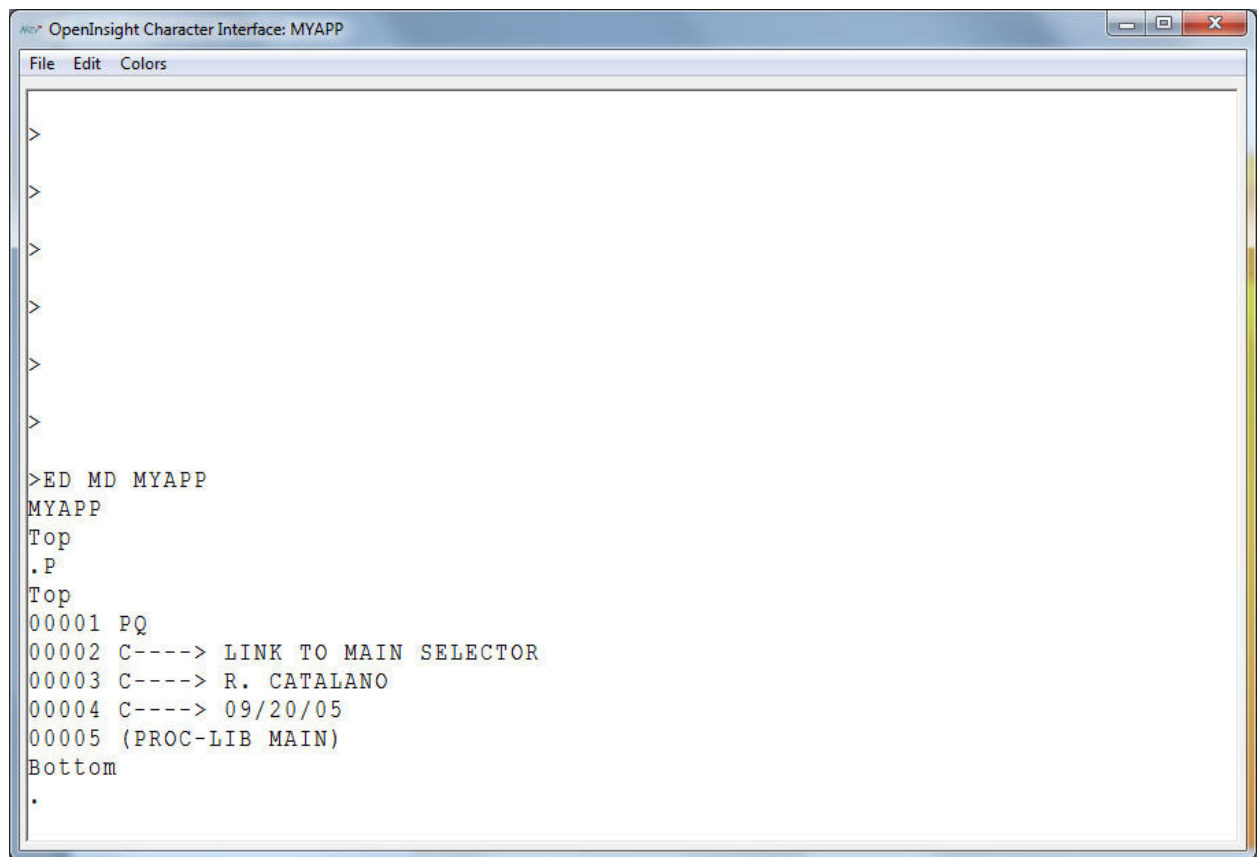 OpenInsight Character Interface: MYAPP
File Edit Colors
>
>
>
>
>
>
>ED MD MYAPP
MYAPP
Top
.P
Top
00001 PQ
00002 C----> LINK TO MAIN SELECTOR
00003 C----> R. CATALANO
00004 C----> 09/20/05
00005 (PROC-LIB MAIN)
Bottom
.